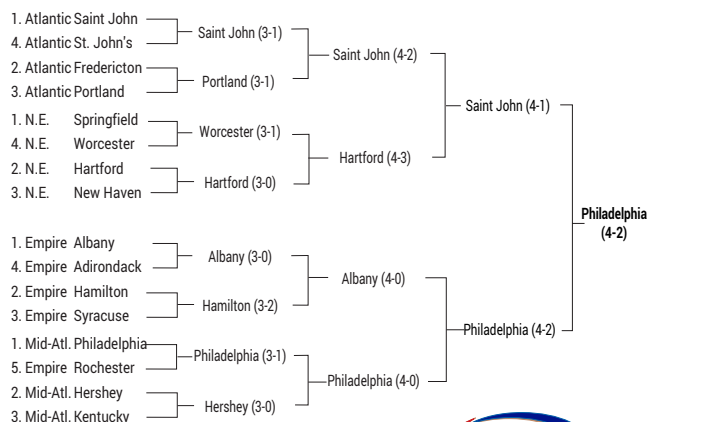 1. Atlantic Saint John
4. Atlantic St. John's
2. Atlantic Fredericton
3. Atlantic Portland
1. N.E. Springfield
4. N.E. Worcester
2. N.E. Hartford
3. N.E. New Haven
1. Empire Albany
4. Empire Adirondack
2. Empire Hamilton
3. Empire Syracuse
1. Mid-Atl. Philadelphia
5. Empire Rochester
2. Mid-Atl. Hershey
3. Mid-Atl. Kentucky
Saint John (3-1)
Portland (3-1)
Worcester (3-1)
Hartford (3-0)
Albany (3-0)
Hamilton (3-2)
Philadelphia (3-1)
Hershey (3-0)
Saint John (4-2)
Hartford (4-3)
Albany (4-0)
Philadelphia (4-0)
Saint John (4-1)
Philadelphia (4-2)
Philadelphia
(4-2)